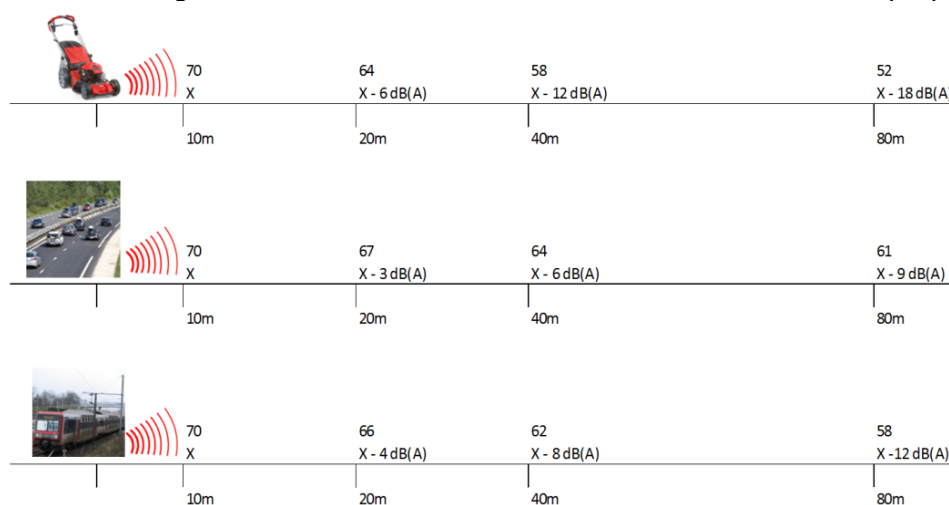 70 64 58 52
X X - 6 dB(A) X - 12 dB(A) X - 18 dB(A)
10m 20m 40m 80m
70 67 64 61
X X - 3 dB(A) X - 6 dB(A) X - 9 dB(A)
10m 20m 40m 80m
70 66 62 58
X X - 4 dB(A) X - 8 dB(A) X -12 dB(A)
10m 20m 40m 80m